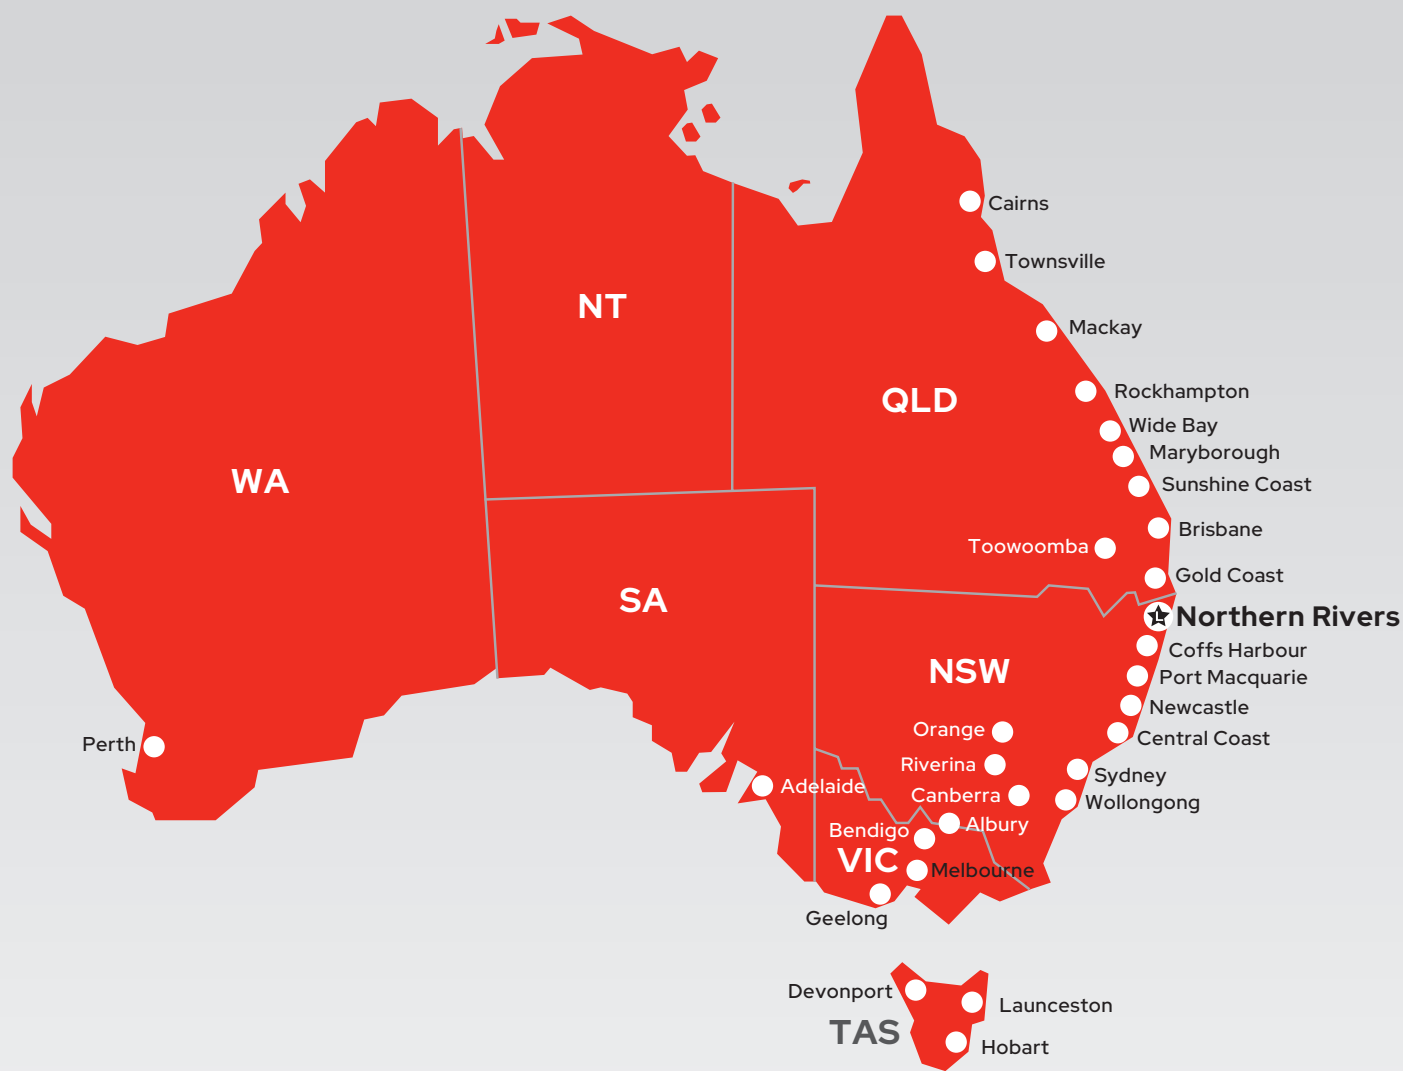 Cairns
Townsville
NT
Mackay
QLD
Rockhampton
Wide Bay
Maryborough
WA
Sunshine Coast
Brisbane
Toowoomba
Gold Coast
SA
Northern Rivers
Coffs Harbour
NSW
Port Macquarie
Newcastle
Orange
Central Coast
Perth
Riverina
Sydney
Adelaide
Canberra
Wollongong
Albury
Bendigo
VIC
Melbourne
Geelong
Devonport
Launceston
TAS
Hobart